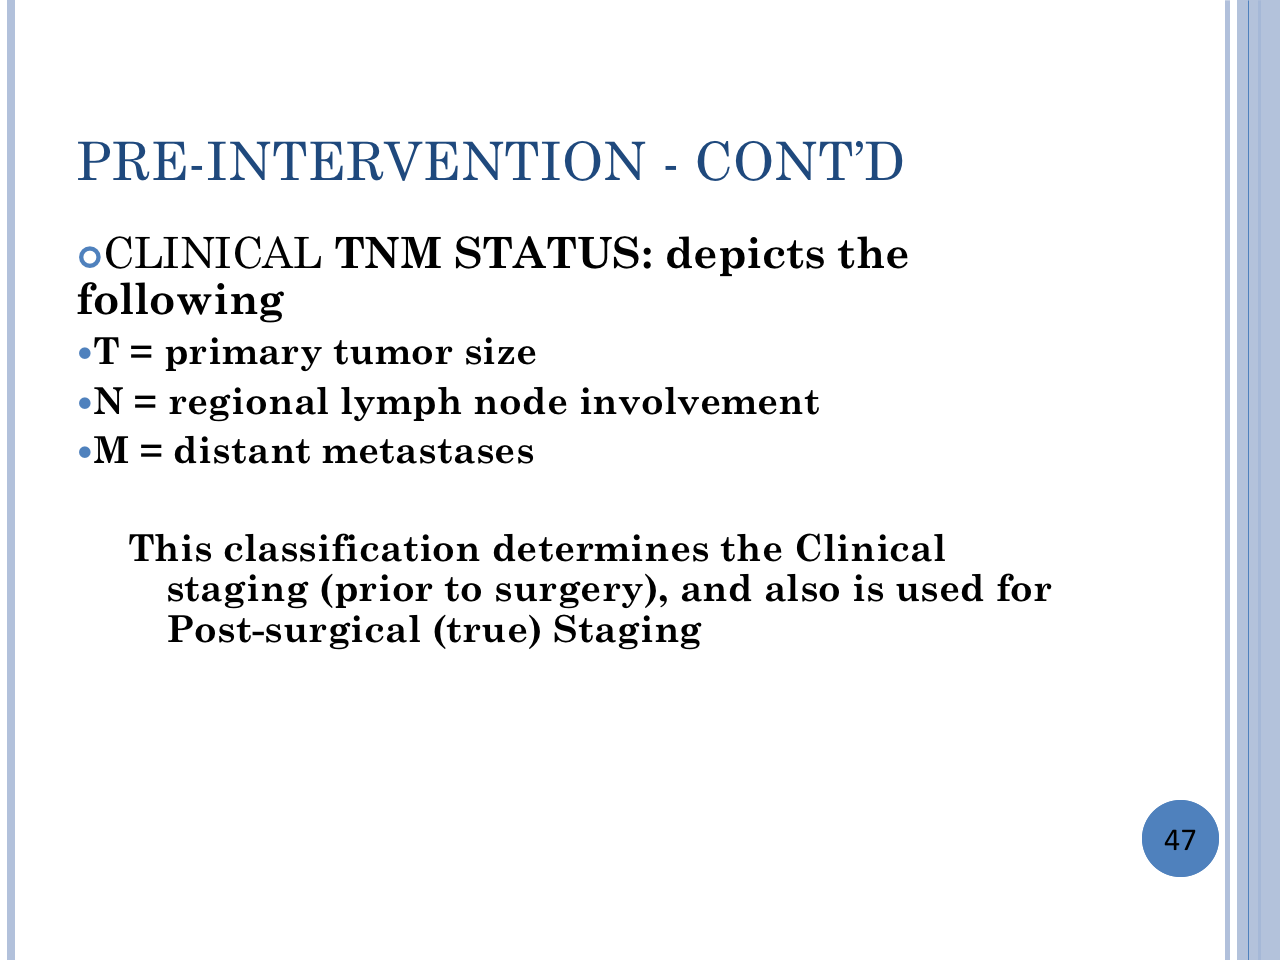 PRE-INTERVENTION - CONT’D
CLINICAL TNM STATUS: depicts the
following
•T = primary tumor size
•N = regional lymph node involvement
•M = distant metastases
This classification determines the Clinical
staging (prior to surgery), and also is used for
Post-surgical (true) Staging
47